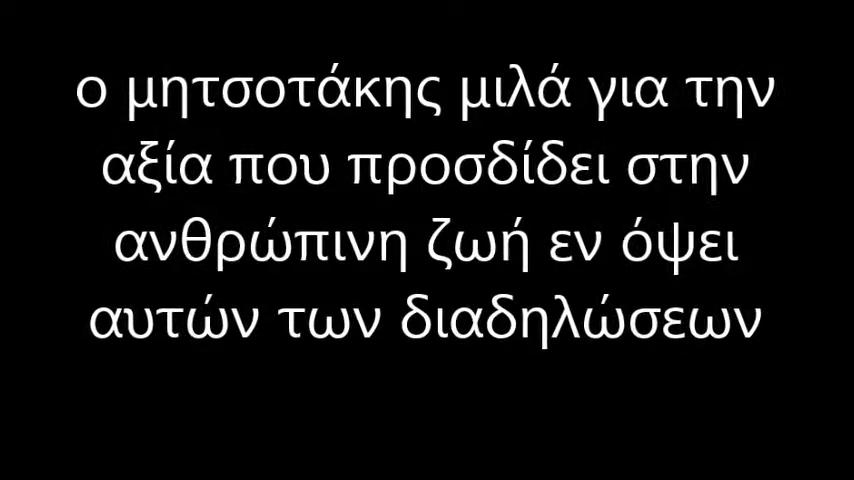 ο μητσοτάκης μιλά για την
αξία που προσδίδει στην
ανθρώπινη ζωή εν όψει
αυτών των διαδηλώσεων